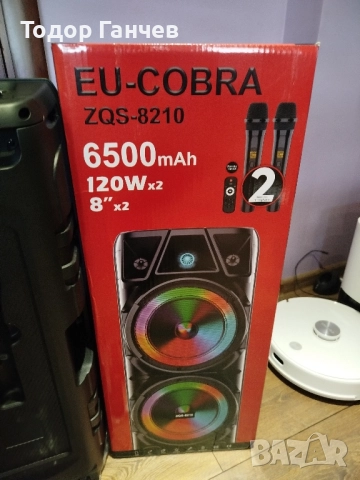 Тодор Ганчев
EU-COBRA
ZQS-8210
6500mAh
120Wx2
8"x2
2
BAZAR